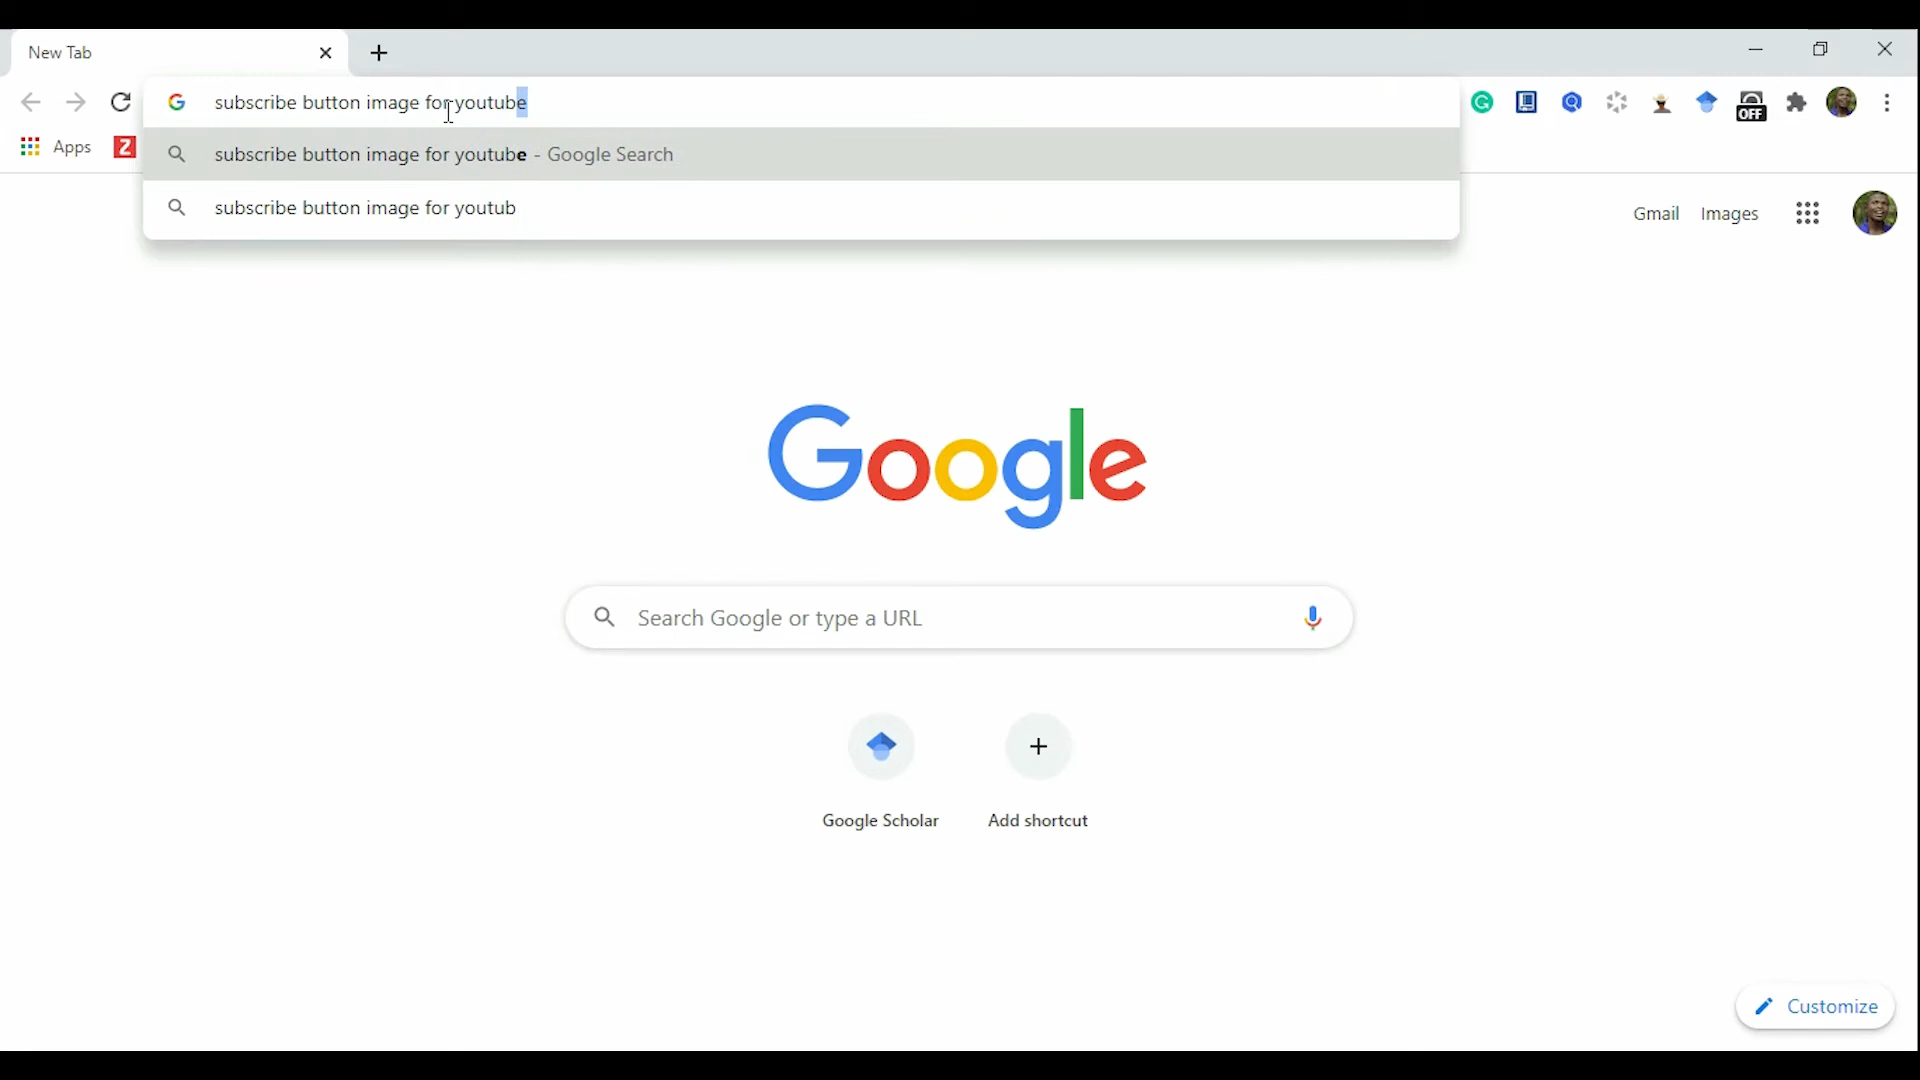 New Tab
subscribe button image for youtube
Apps
Z
subscribe button image for youtube - Google Search
subscribe button image for youtub
OFF
Gmail Images
Google
Search Google or type a URL
Google Scholar
Add shortcut
Customize